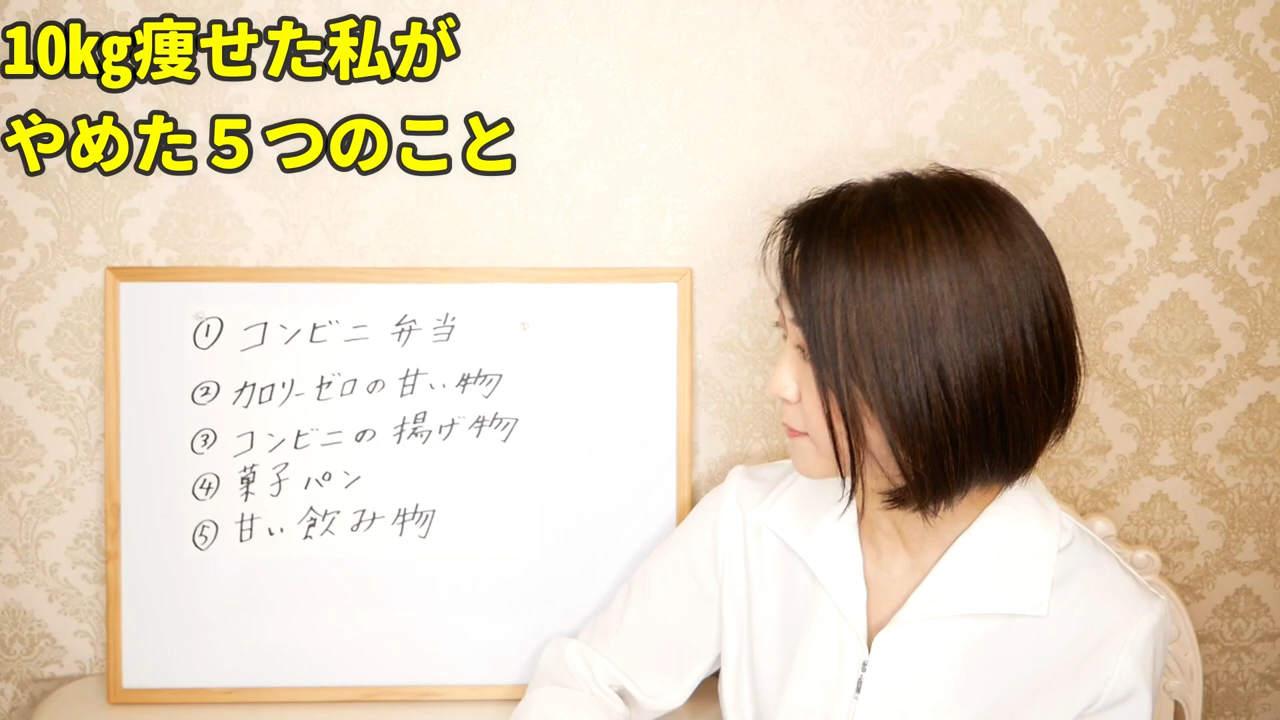 10kg痩せた私が
やめた５つのこと
① コンビニ弁当
② カロリーゼロの甘い物
③ コンビニの揚げ物
④ 菓子パン
⑤ 甘い飲み物